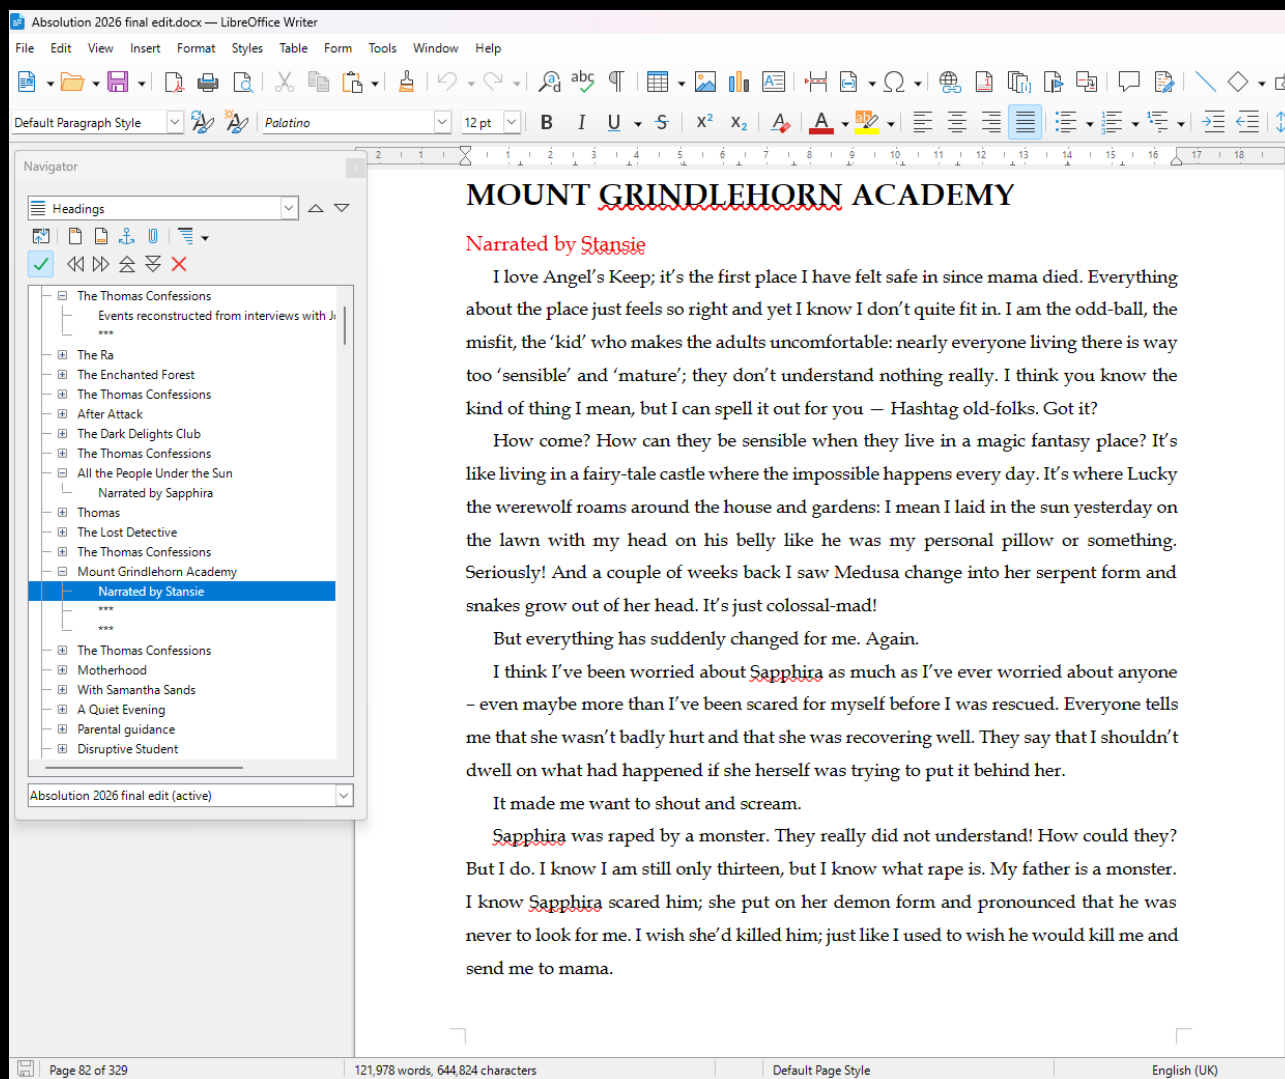 Absolution 2026 final edit.docx — LibreOffice Writer
File Edit View Insert Format Styles Table Form Tools Window Help
Default Paragraph Style Palatino 12 pt
Navigator
2 1 1 2 3 4 5 6 7 8 9 10 11 12 13 14 15 16 17 18
Headings
The Thomas Confessions
Events reconstructed from interviews with
***
The Ra
The Enchanted Forest
The Thomas Confessions
After Attack
The Dark Delights Club
The Thomas Confessions
All the People Under the Sun
Narrated by Sapphira
Thomas
The Lost Detective
The Thomas Confessions
Mount Grindlehorn Academy
Narrated by Stansie
***
***
The Thomas Confessions
Motherhood
With Samantha Sands
A Quiet Evening
Parental guidance
Disruptive Student
Absolution 2026 final edit (active)
MOUNT GRINDLEHORN ACADEMY
Narrated by Stansie
I love Angel’s Keep; it’s the first place I have felt safe in since mama died. Everything
about the place just feels so right and yet I know I don’t quite fit in. I am the odd-ball, the
misfit, the ‘kid’ who makes the adults uncomfortable: nearly everyone living there is way
too ‘sensible’ and ‘mature’; they don’t understand nothing really. I think you know the
kind of thing I mean, but I can spell it out for you — Hashtag old-folks. Got it?
How come? How can they be sensible when they live in a magic fantasy place? It’s
like living in a fairy-tale castle where the impossible happens every day. It’s where Lucky
the werewolf roams around the house and gardens: I mean I laid in the sun yesterday on
the lawn with my head on his belly like he was my personal pillow or something.
Seriously! And a couple of weeks back I saw Medusa change into her serpent form and
snakes grow out of her head. It’s just colossal-mad!
But everything has suddenly changed for me. Again.
I think I’ve been worried about Sapphira as much as I’ve ever worried about anyone
– even maybe more than I’ve been scared for myself before I was rescued. Everyone tells
me that she wasn’t badly hurt and that she was recovering well. They say that I shouldn’t
dwell on what had happened if she herself was trying to put it behind her.
It made me want to shout and scream.
Sapphira was raped by a monster. They really did not understand! How could they?
But I do. I know I am still only thirteen, but I know what rape is. My father is a monster.
I know Sapphira scared him; she put on her demon form and pronounced that he was
never to look for me. I wish she’d killed him; just like I used to wish he would kill me and
send me to mama.
Page 82 of 329 121,978 words, 644,824 characters Default Page Style English (UK)